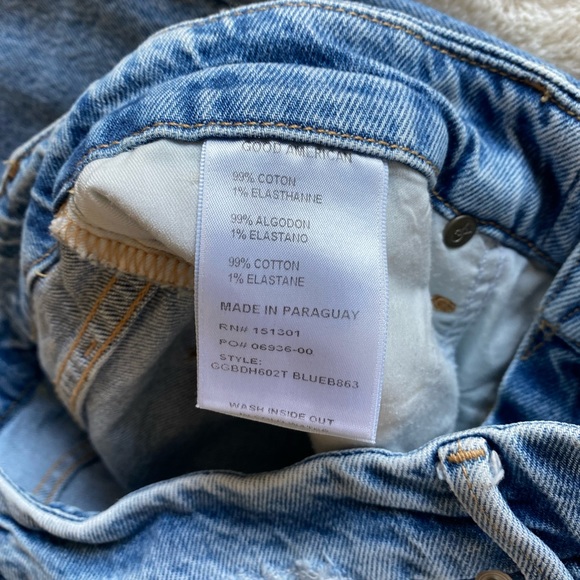 GOOD AMERICAN
99% COTON
1% ELASTHANNE
99% ALGODON
1% ELASTANO
99% COTTON
1% ELASTANE
MADE IN PARAGUAY
RN# 151301
PO# 06936-00
STYLE:
GGBDH602T BLUEB863
WASH INSIDE OUT